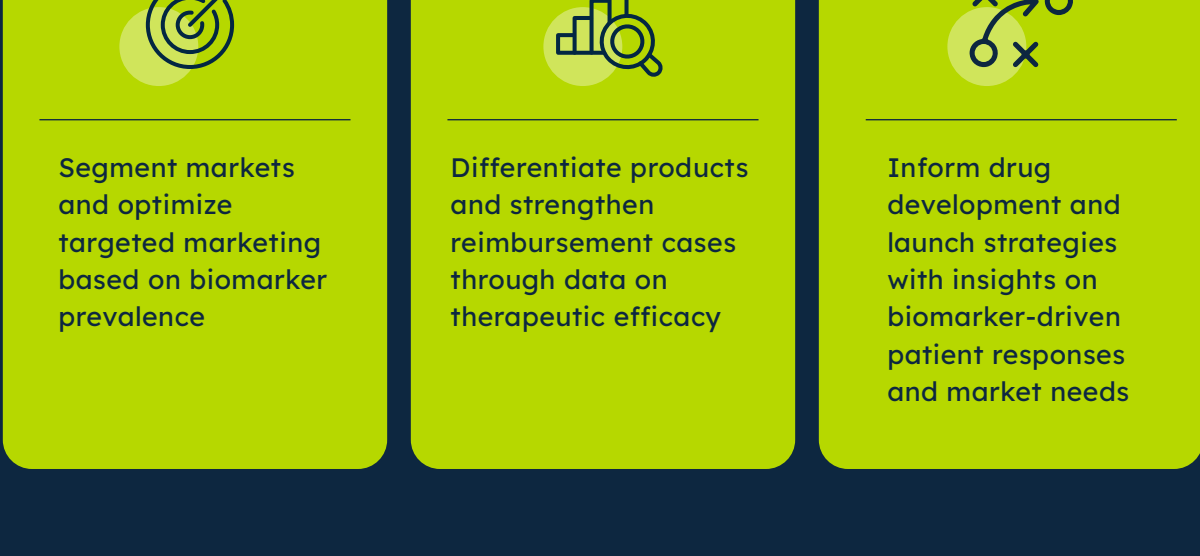 Segment markets
and optimize
targeted marketing
based on biomarker
prevalence
Differentiate products
and strengthen
reimbursement cases
through data on
therapeutic efficacy
Inform drug
development and
launch strategies
with insights on
biomarker-driven
patient responses
and market needs